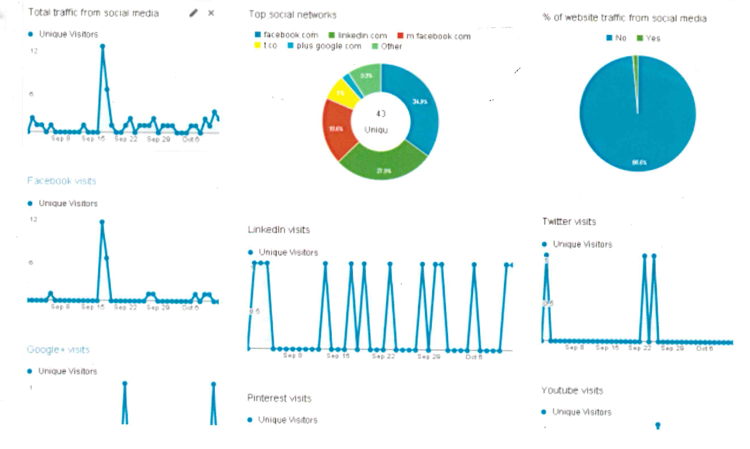 Total traffic from social media
Unique Visitors
12
6
Sep 8 Sep 15 Sep 22 Sep 29 Oct 6
Top social networks
facebook.com linkedin.com m.facebook.com
t.co plus.google.com Other
34.9%
27.9%
18.6%
43
Uniqu
% of website traffic from social media
No Yes
Facebook visits
Unique Visitors
12
6
Sep 8 Sep 15 Sep 22 Sep 29 Oct 6
LinkedIn visits
Unique Visitors
1
0.5
Sep 8 Sep 15 Sep 22 Sep 29 Oct 6
Twitter visits
Unique Visitors
Sep 8 Sep 15 Sep 22 Sep 29 Oct 6
Google+ visits
Unique Visitors
1
Pinterest visits
Unique Visitors
Youtube visits
Unique Visitors